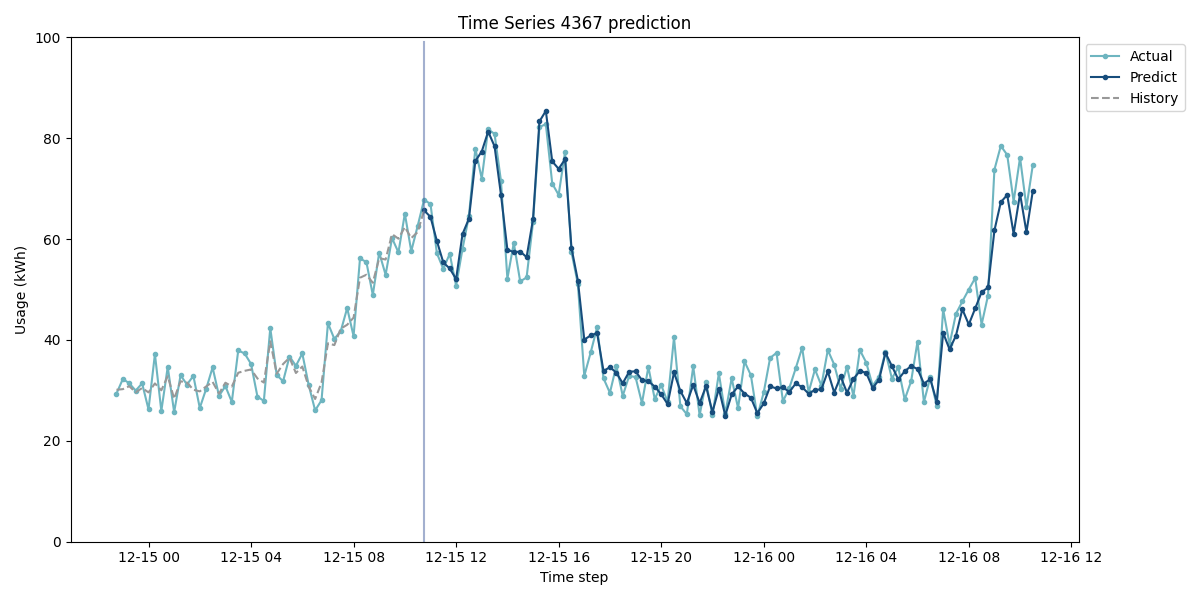 Time Series 4367 prediction
Usage (kWh)
100
80
60
40
20
0
12-15 00
12-15 04
12-15 08
12-15 12
12-15 16
12-15 20
12-16 00
12-16 04
12-16 08
12-16 12
Time step
Actual
Predict
History